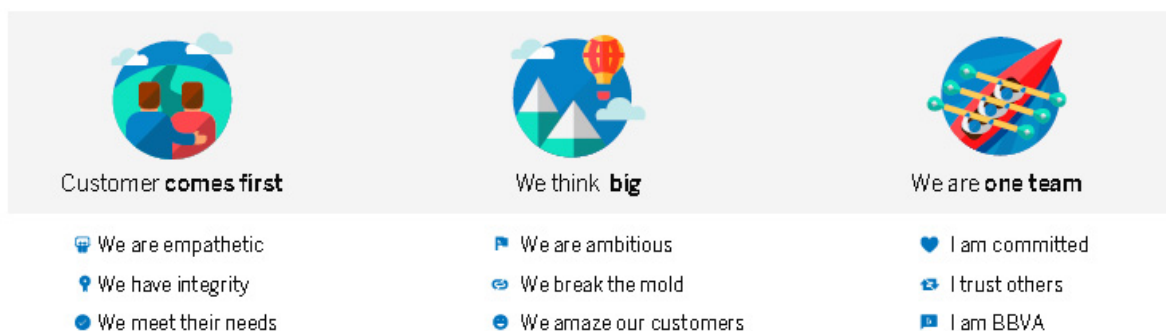 Customer comes first
We are empathetic
We have integrity
We meet their needs
We think big
We are ambitious
We break the mold
We amaze our customers
We are one team
I am committed
I trust others
I am BBVA